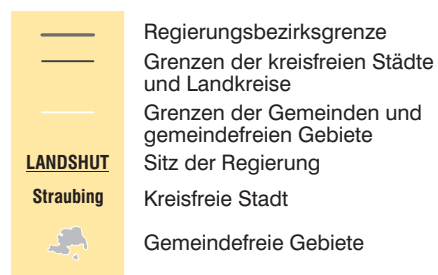 Regierungsbezirksgrenze
Grenzen der kreisfreien Städte
und Landkreise
Grenzen der Gemeinden und
gemeindefreien Gebiete
LANDSHUT Sitz der Regierung
Straubing Kreisfreie Stadt
Gemeindefreie Gebiete